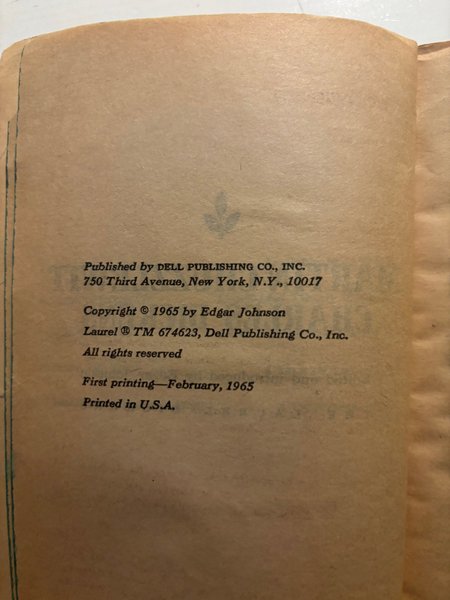 Published by DELL PUBLISHING CO., INC.
750 Third Avenue, New York, N.Y., 10017
Copyright © 1965 by Edgar Johnson
Laurel ® TM 674623, Dell Publishing Co., Inc.
All rights reserved
First printing—February, 1965
Printed in U.S.A.